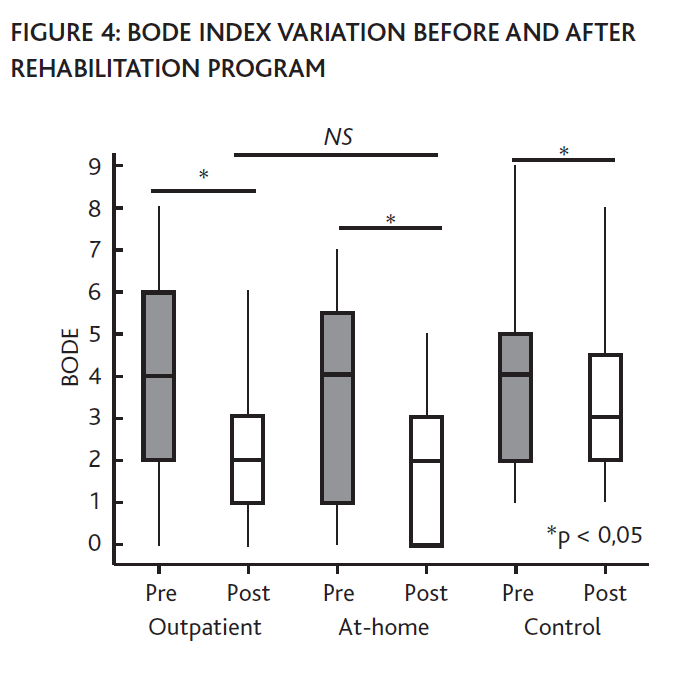 FIGURE 4: BODE INDEX VARIATION BEFORE AND AFTER
REHABILITATION PROGRAM
NS
*
*
*
9
8
7
6
5
4
3
2
1
0
BODE
*p < 0,05
Pre Post Pre Post Pre Post
Outpatient At-home Control